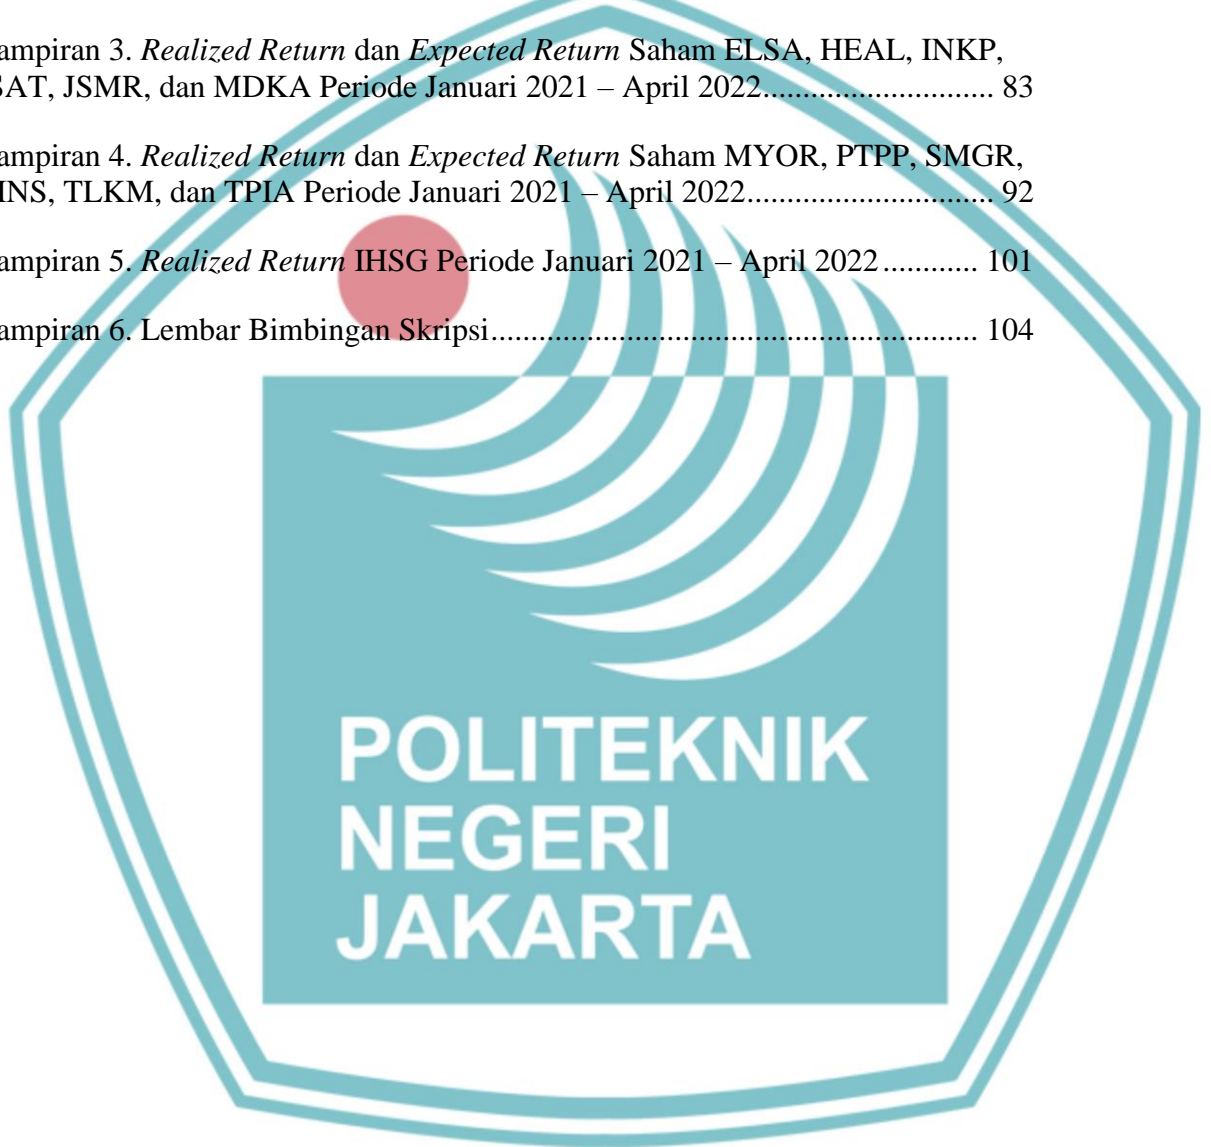 ampiran 3. Realized Return dan Expected Return Saham ELSA, HEAL, INKP,
SAT, JSMR, dan MDKA Periode Januari 2021 – April 2022............................. 83
ampiran 4. Realized Return dan Expected Return Saham MYOR, PTPP, SMGR,
INS, TLKM, dan TPIA Periode Januari 2021 – April 2022............................... 92
ampiran 5. Realized Return IHSG Periode Januari 2021 – April 2022............ 101
ampiran 6. Lembar Bimbingan Skripsi.............................................................. 104
POLITEKNIK
NEGERI
JAKARTA